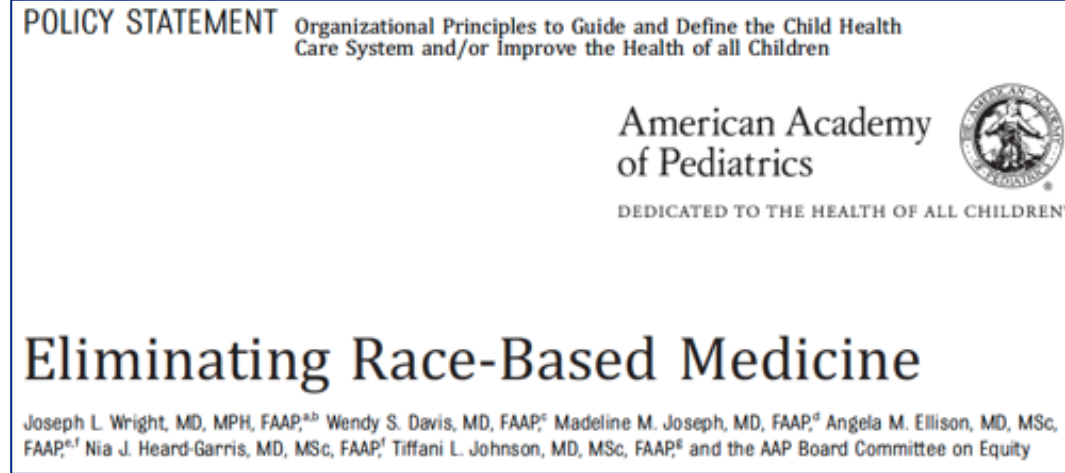 POLICY STATEMENT Organizational Principles to Guide and Define the Child Health
Care System and/or Improve the Health of all Children
American Academy
of Pediatrics
DEDICATED TO THE HEALTH OF ALL CHILDREN
Eliminating Race-Based Medicine
Joseph L. Wright, MD, MPH, FAAP,a,b Wendy S. Davis, MD, FAAP,c Madeline M. Joseph, MD, FAAP,d Angela M. Ellison, MD, MSc,
FAAP,e,f Nia J. Heard-Garris, MD, MSc, FAAP,f Tiffani L. Johnson, MD, MSc, FAAP,g and the AAP Board Committee on Equity